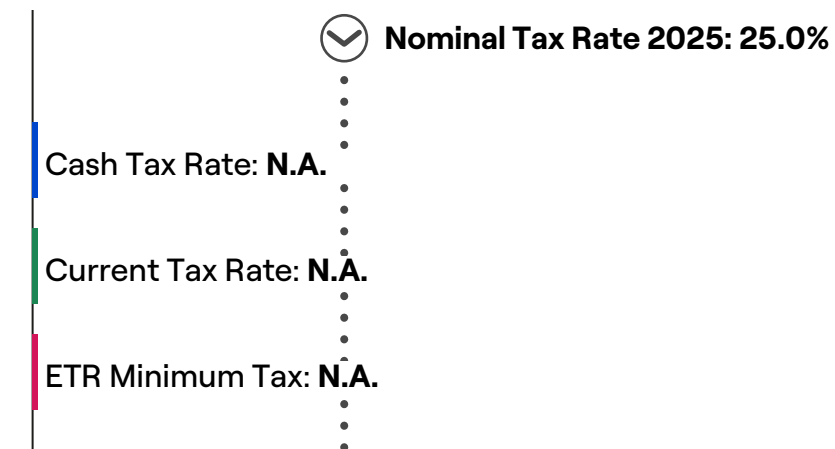 Nominal Tax Rate 2025: 25.0%
Cash Tax Rate: N.A.
Current Tax Rate: N.A.
ETR Minimum Tax: N.A.